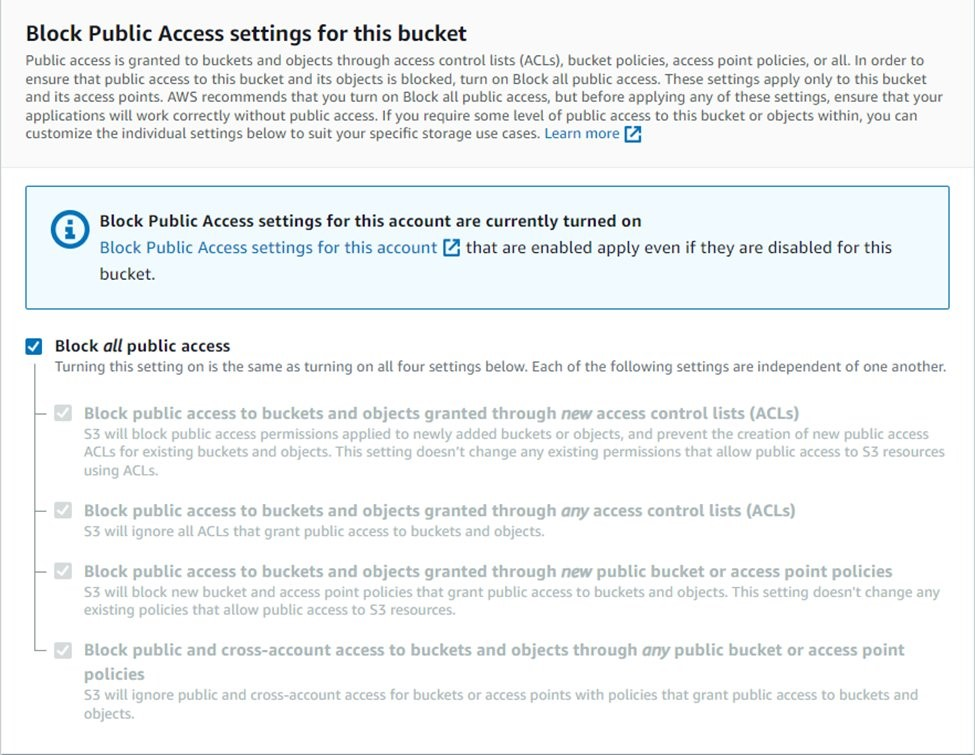 Block Public Access settings for this bucket
Public access is granted to buckets and objects through access control lists (ACLs), bucket policies, access point policies, or all. In order to
ensure that public access to this bucket and its objects is blocked, turn on Block all public access. These settings apply only to this bucket
and its access points. AWS recommends that you turn on Block all public access, but before applying any of these settings, ensure that your
applications will work correctly without public access. If you require some level of public access to this bucket or objects within, you can
customize the individual settings below to suit your specific storage use cases. Learn more
Block Public Access settings for this account are currently turned on
Block Public Access settings for this account that are enabled apply even if they are disabled for this
bucket.
Block all public access
Turning this setting on is the same as turning on all four settings below. Each of the following settings are independent of one another.
Block public access to buckets and objects granted through new access control lists (ACLs)
S3 will block public access permissions applied to newly added buckets or objects, and prevent the creation of new public access
ACLs for existing buckets and objects. This setting doesn't change any existing permissions that allow public access to S3 resources
using ACLs.
Block public access to buckets and objects granted through any access control lists (ACLs)
S3 will ignore all ACLs that grant public access to buckets and objects.
Block public access to buckets and objects granted through new public bucket or access point policies
S3 will block new bucket and access point policies that grant public access to buckets and objects. This setting doesn't change any
existing policies that allow public access to S3 resources.
Block public and cross-account access to buckets and objects through any public bucket or access point
policies
S3 will ignore public and cross-account access for buckets or access points with policies that grant public access to buckets and
objects.